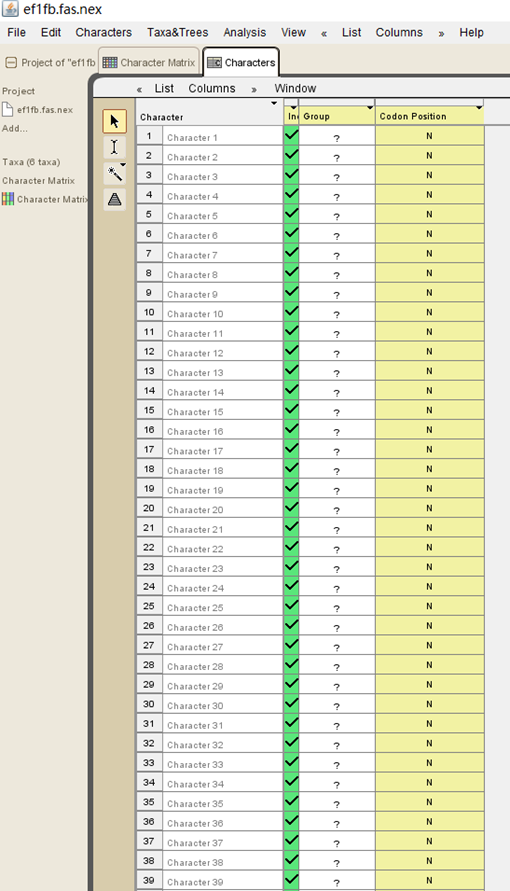 ef1fb.fas.nex
File Edit Characters Taxa&Trees Analysis View « List Columns » Help
Project of "ef1fb Character Matrix Characters
« List Columns » Window
Project
ef1fb.fas.nex
Add...
Taxa (6 taxa)
Character Matrix
Character Matrix
Character Inc Group Codon Position
1 Character 1 ? N
2 Character 2 ? N
3 Character 3 ? N
4 Character 4 ? N
5 Character 5 ? N
6 Character 6 ? N
7 Character 7 ? N
8 Character 8 ? N
9 Character 9 ? N
10 Character 10 ? N
11 Character 11 ? N
12 Character 12 ? N
13 Character 13 ? N
14 Character 14 ? N
15 Character 15 ? N
16 Character 16 ? N
17 Character 17 ? N
18 Character 18 ? N
19 Character 19 ? N
20 Character 20 ? N
21 Character 21 ? N
22 Character 22 ? N
23 Character 23 ? N
24 Character 24 ? N
25 Character 25 ? N
26 Character 26 ? N
27 Character 27 ? N
28 Character 28 ? N
29 Character 29 ? N
30 Character 30 ? N
31 Character 31 ? N
32 Character 32 ? N
33 Character 33 ? N
34 Character 34 ? N
35 Character 35 ? N
36 Character 36 ? N
37 Character 37 ? N
38 Character 38 ? N
39 Character 39 ? N